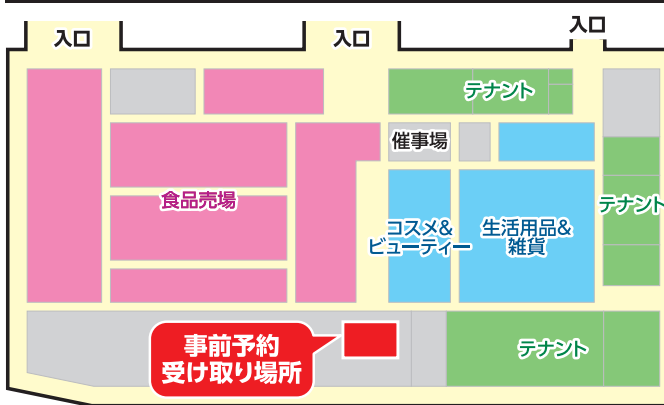 入口
入口
入口
テナント
催事場
食品売場
テナント
コスメ&
ビューティー
生活用品&
雑貨
事前予約
受け取り場所
テナント